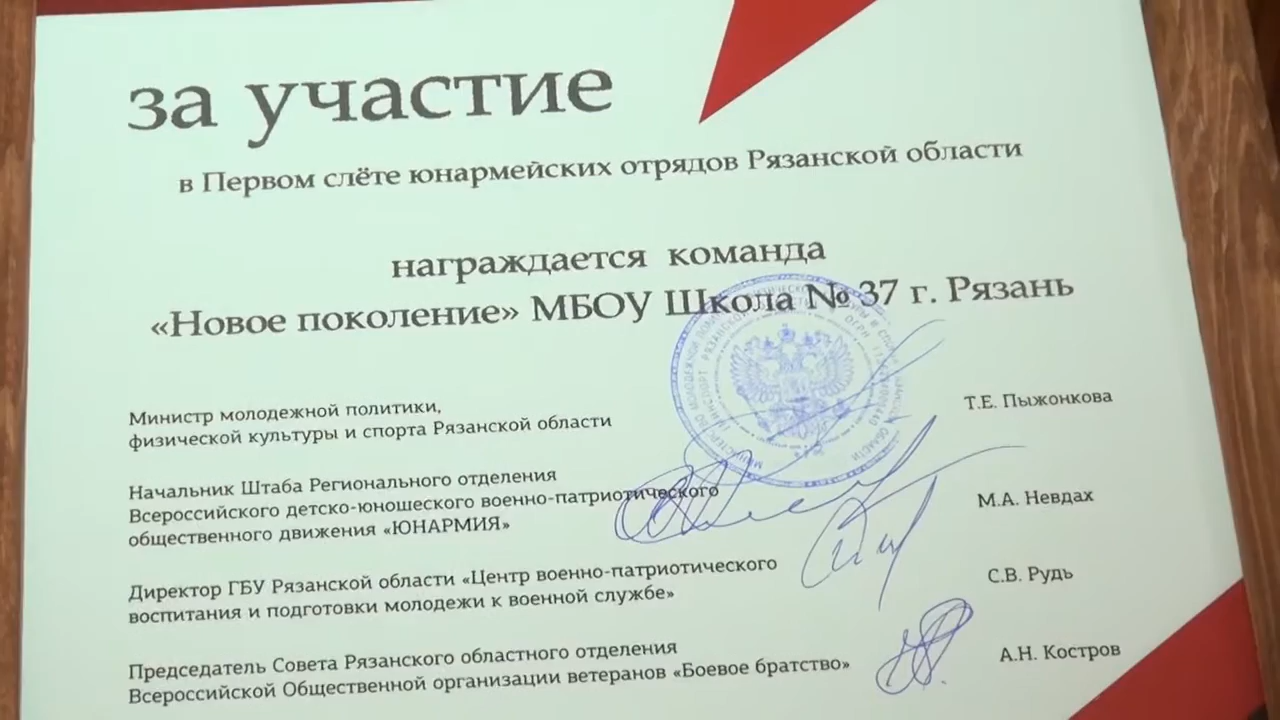 за участие
в Первом слёте юнармейских отрядов Рязанской области
награждается команда
«Новое поколение» МБОУ Школа № 37 г. Рязань
Министр молодежной политики,
физической культуры и спорта Рязанской области
Т.Е. Пыжонкова
Начальник Штаба Регионального отделения
Всероссийского детско-юношеского военно-патриотического
общественного движения «ЮНАРМИЯ»
М.А. Невдах
Директор ГБУ Рязанской области «Центр военно-патриотического
воспитания и подготовки молодежи к военной службе»
С.В. Рудь
Председатель Совета Рязанского областного отделения
Всероссийской Общественной организации ветеранов «Боевое братство»
А.Н. Костров